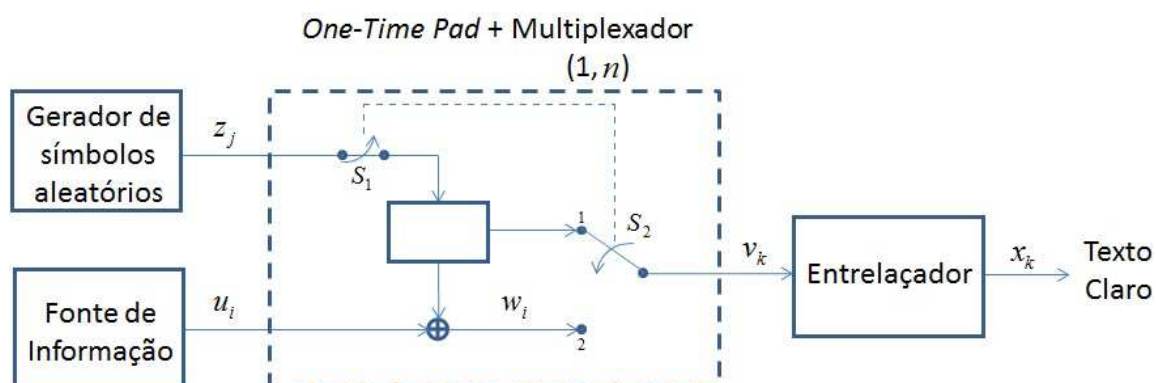 One-Time Pad + Multiplexador
(1, n)
Gerador de
símbolos
aleatórios
z_j
S_1
1
S_2
v_k
Entrelaçador
x_k
Texto
Claro
Fonte de
Informação
u_i
w_i
2